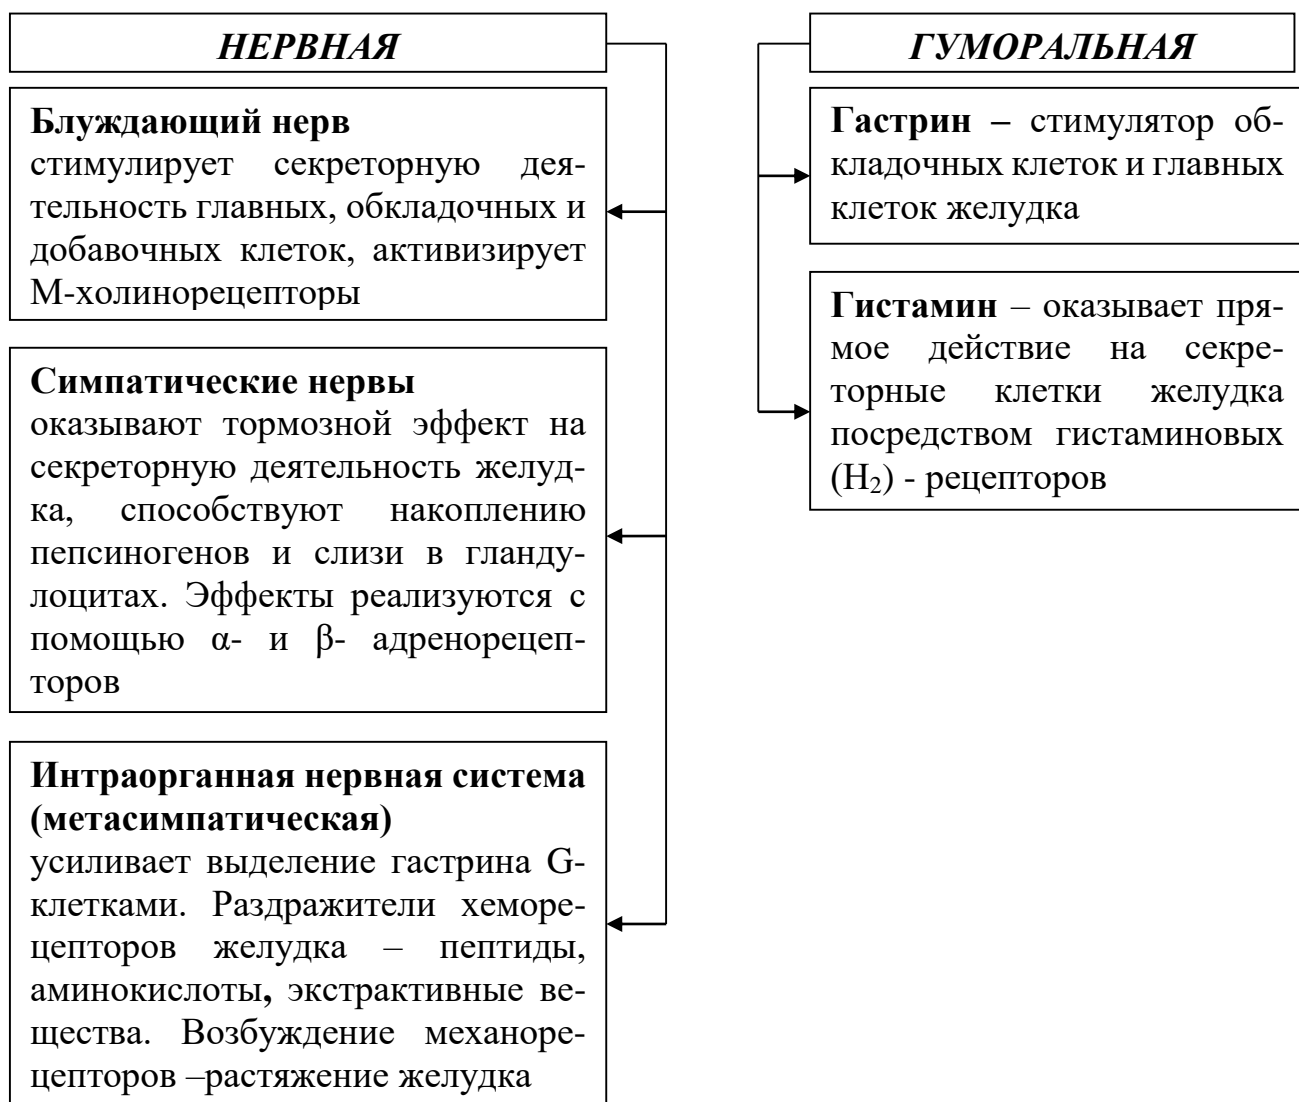 НЕРВНАЯ
Блуждающий нерв
стимулирует секреторную дея-
тельность главных, обкладочных и
добавочных клеток, активизирует
М-холинорецепторы
Симпатические нервы
оказывают тормозной эффект на
секреторную деятельность желуд-
ка, способствуют накоплению
пепсиногенов и слизи в гланду-
лоцитах. Эффекты реализуются с
помощью α- и β- адренорецеп-
торов
Интраорганная нервная система
(метасимпатическая)
усиливает выделение гастрина G-
клетками. Раздражители хеморе-
цепторов желудка – пептиды,
аминокислоты, экстрактивные ве-
щества. Возбуждение механоре-
цепторов –растяжение желудка
ГУМОРАЛЬНАЯ
Гастрин – стимулятор об-
кладочных клеток и главных
клеток желудка
Гистамин – оказывает пря-
мое действие на секре-
торные клетки желудка
посредством гистаминовых
(H₂) - рецепторов